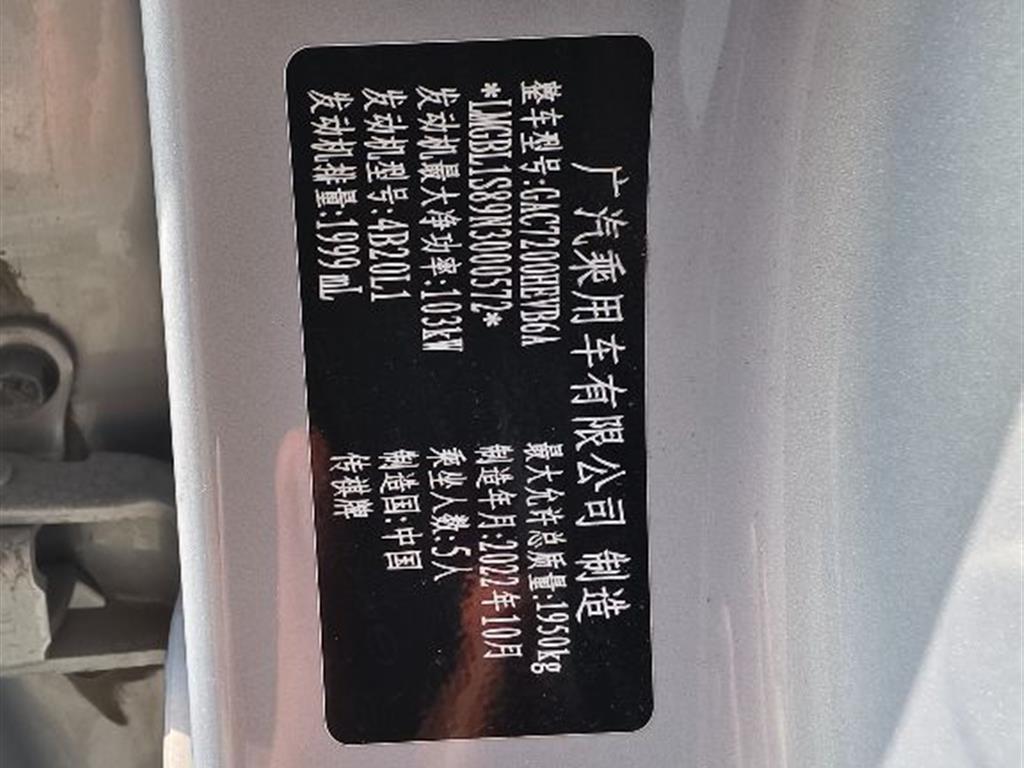 广汽乘用车有限公司 制造
整车型号:GAC7200HEVB6A 最大允许总质量:1950kg
*LMGBL1S89N3000572* 制造年月:2022年10月
发动机最大净功率:103kW 乘坐人数:5人
发动机型号:4B20L1 制造国:中国
发动机排量:1999mL 传祺牌